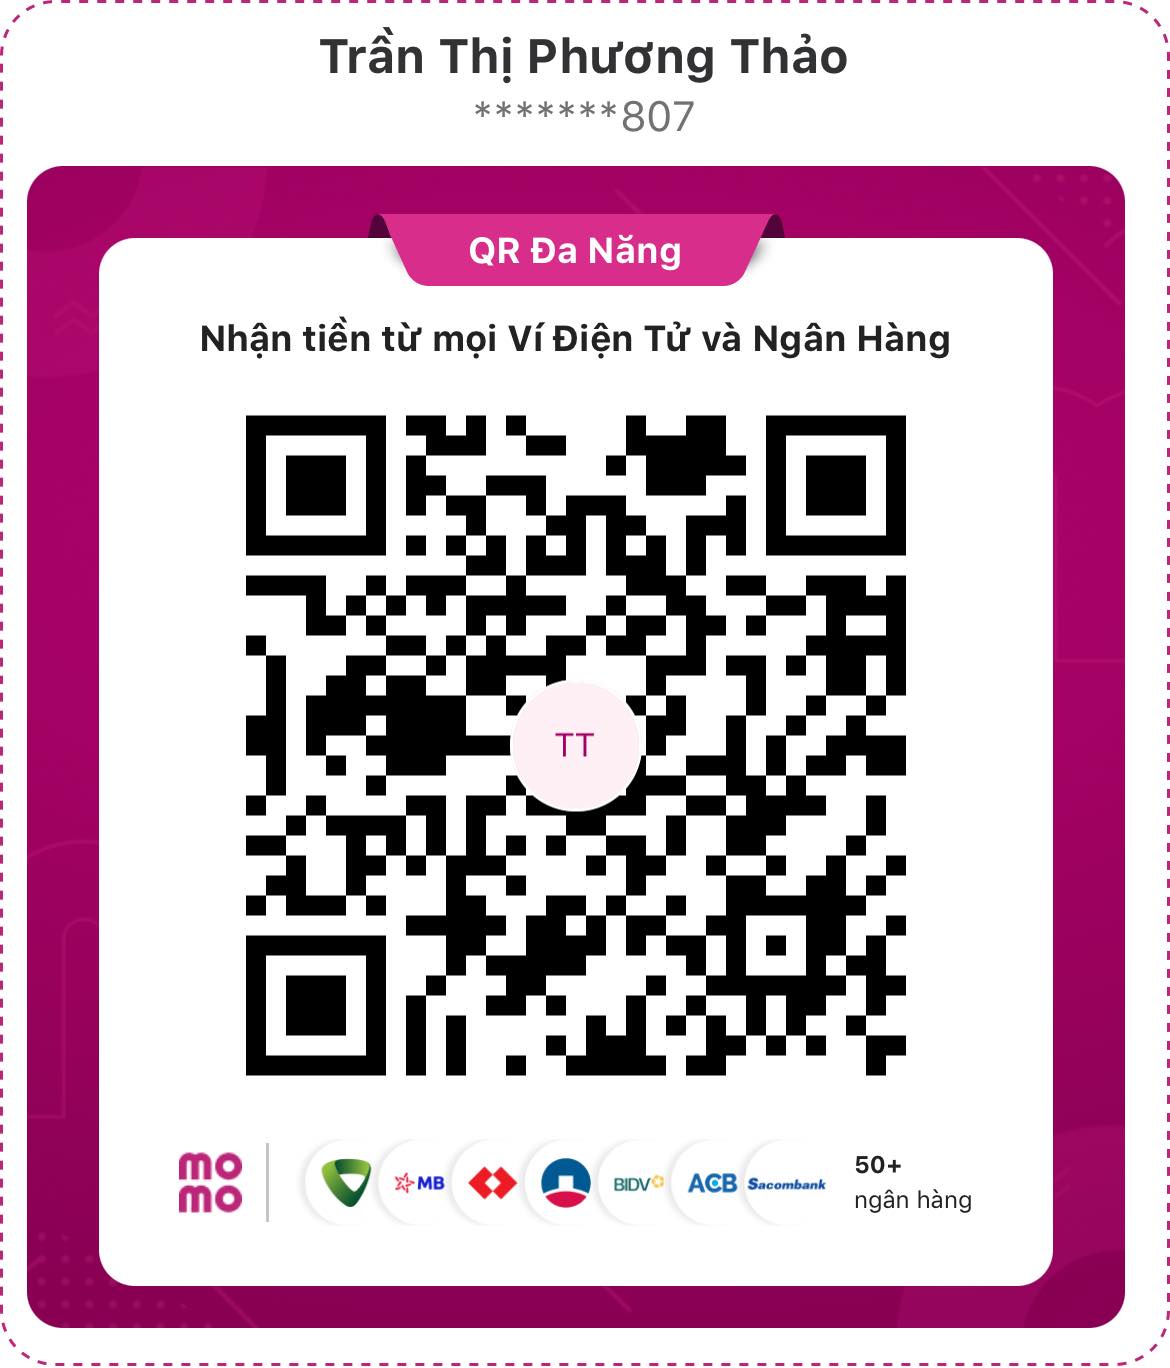 Trần Thị Phương Thảo
*******807
QR Đa Năng
Nhận tiền từ mọi Ví Điện Tử và Ngân Hàng
TT
mo
mo
MB
BIDV
ACB
Sacombank
50+
ngân hàng